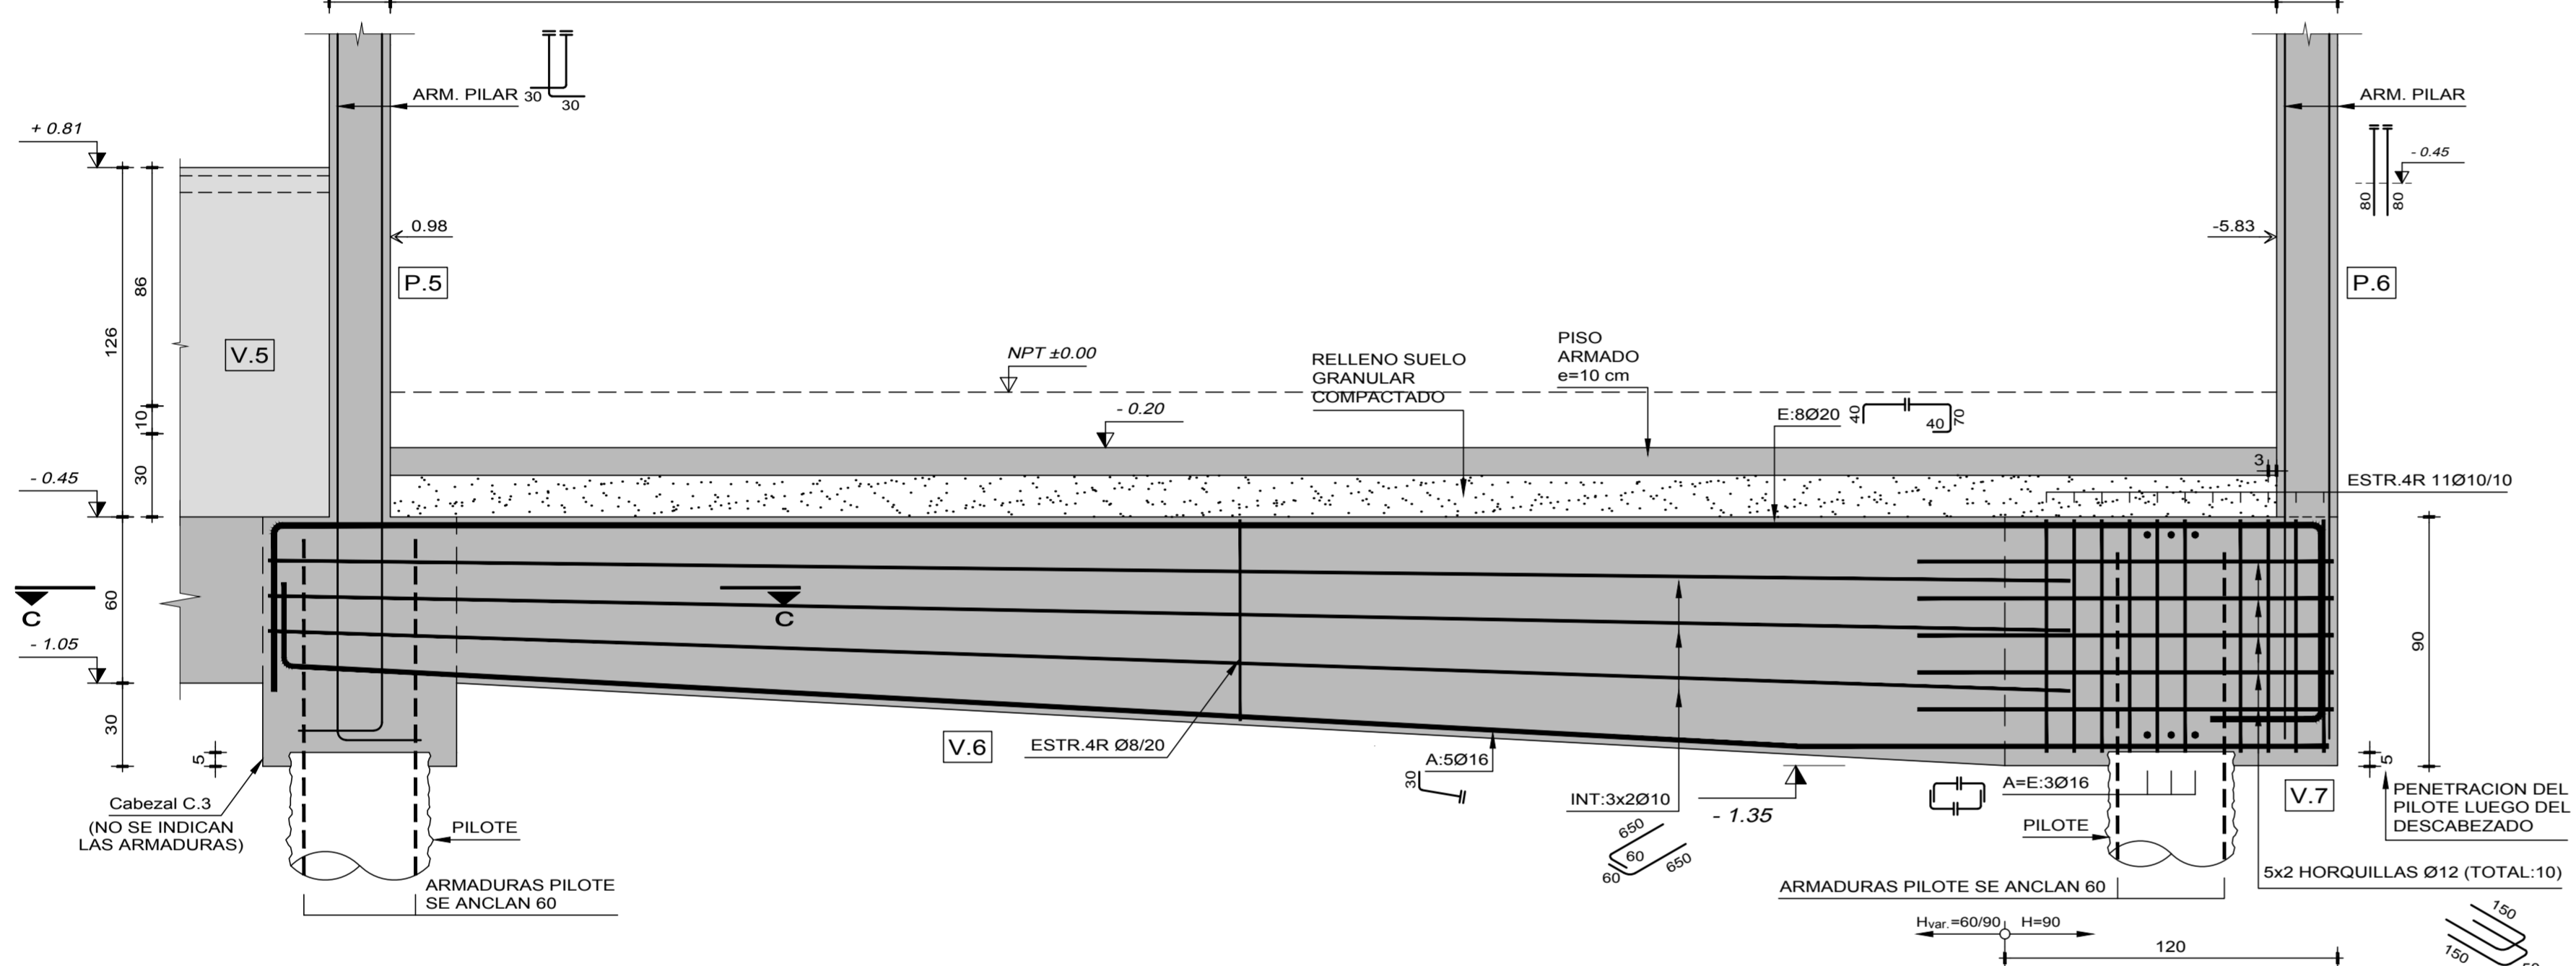 ARM. PILAR
30
30
+ 0.81
0.98
P.5
86
126
V.5
10
30
- 0.45
60
C
- 1.05
30
5
Cabezal C.3
(NO SE INDICAN
LAS ARMADURAS)
PILOTE
ARMADURAS PILOTE
SE ANCLAN 60
C
NPT ±0.00
- 0.20
RELLENO SUELO
GRANULAR
COMPACTADO
PISO
ARMADO
e=10 cm
E:8Ø20
40
40
70
V.6
ESTR.4R Ø8/20
A:5Ø16
30
INT:3x2Ø10
650
60
60
650
- 1.35
ARM. PILAR
- 0.45
80
80
-5.83
P.6
3
ESTR.4R 11Ø10/10
90
A=E:3Ø16
V.7
5
PENETRACION DEL
PILOTE LUEGO DEL
DESCABEZADO
PILOTE
5x2 HORQUILLAS Ø12 (TOTAL:10)
ARMADURAS PILOTE SE ANCLAN 60
Hvar.=60/90
H=90
120
150
150